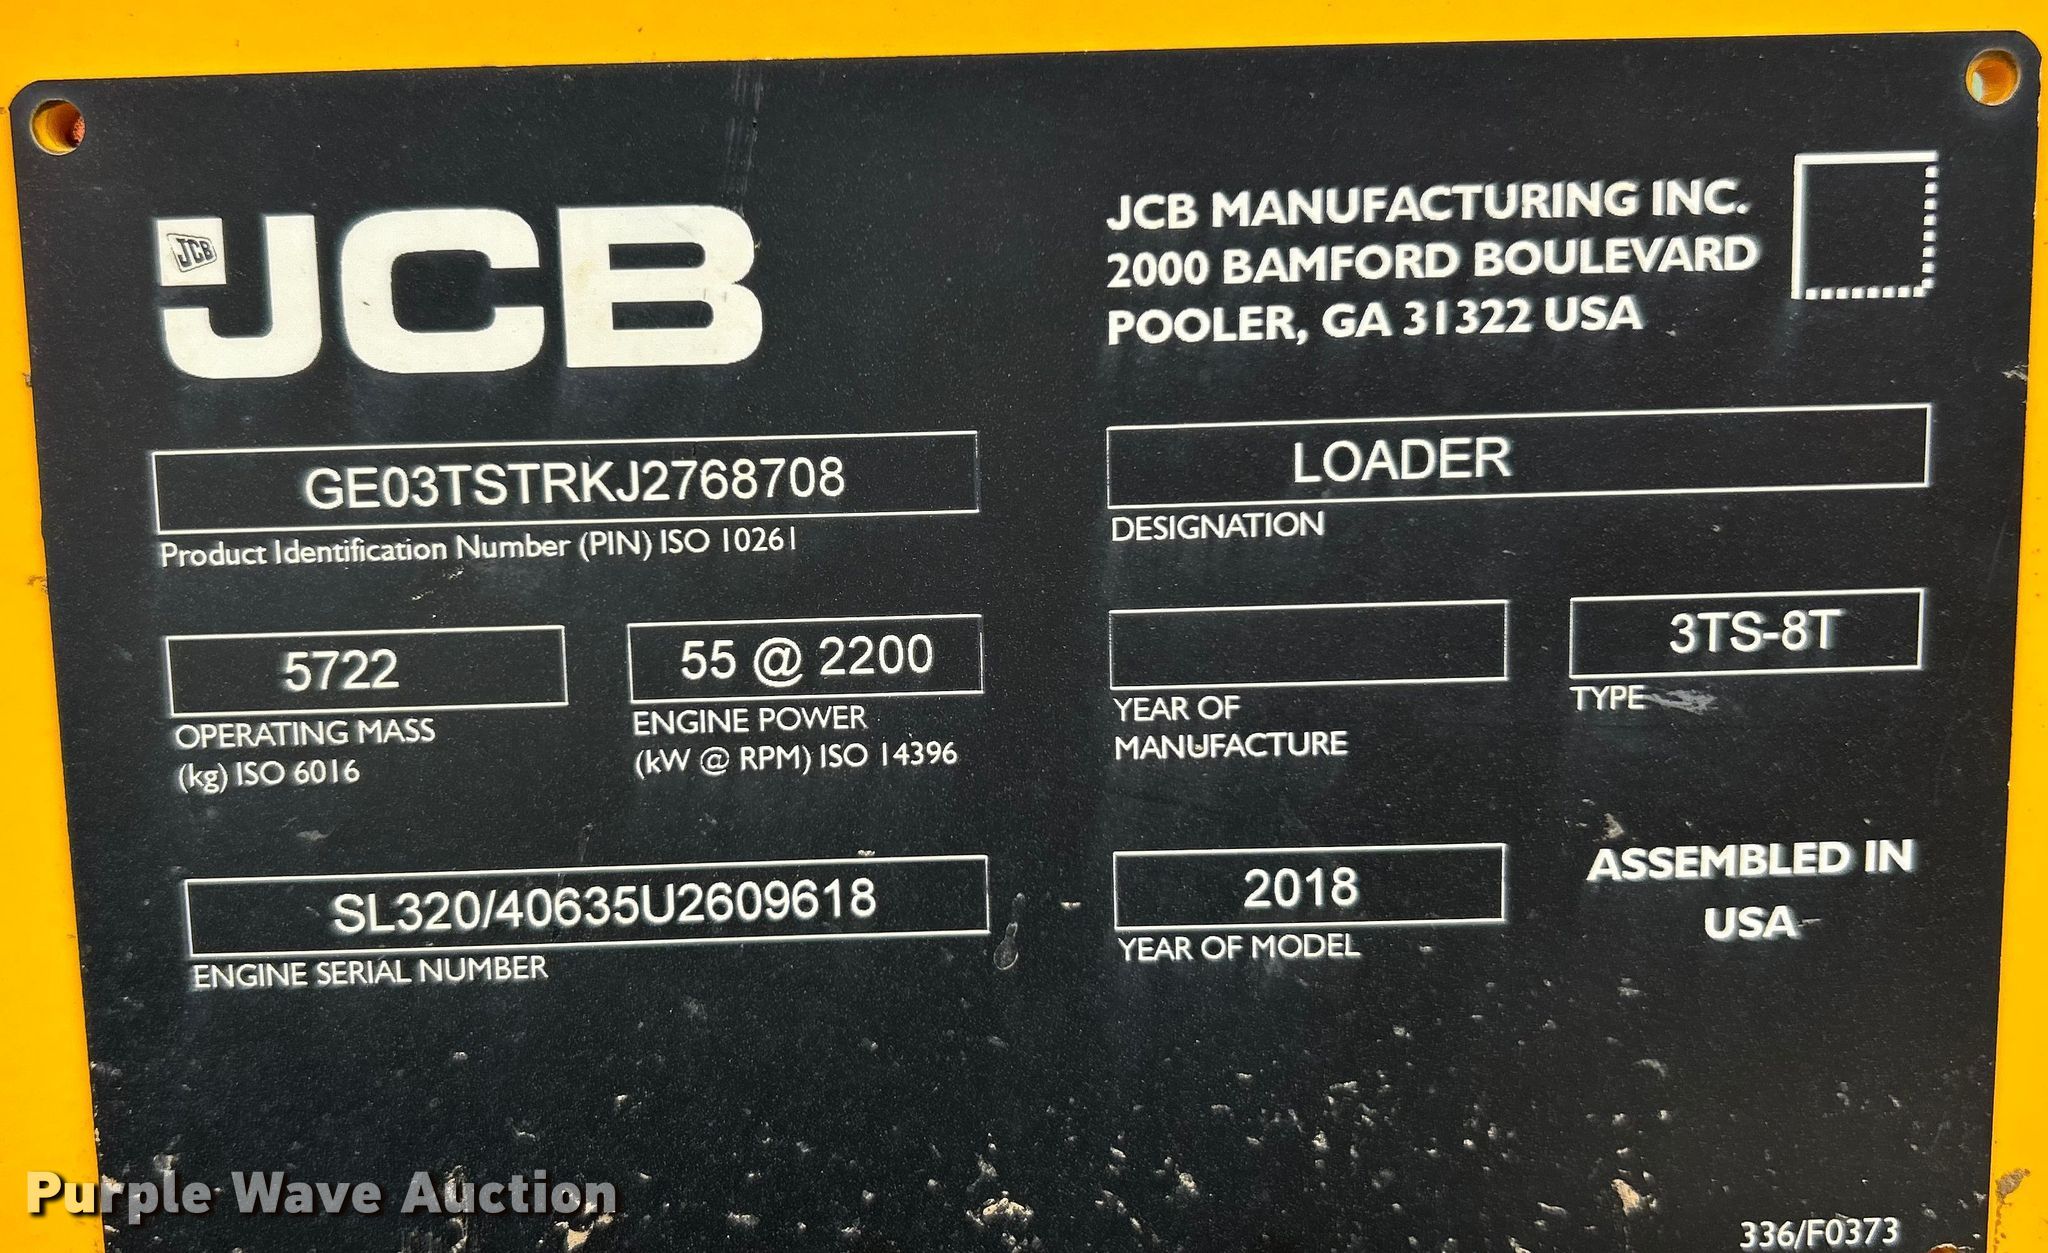 JCB
JCB
JCB MANUFACTURING INC.
2000 BAMFORD BOULEVARD
POOLER, GA 31322 USA
GE03TSTRKJ2768708
Product Identification Number (PIN) ISO 10261
LOADER
DESIGNATION
5722
OPERATING MASS
(kg) ISO 6016
55 @ 2200
ENGINE POWER
(kW @ RPM) ISO 14396
YEAR OF
MANUFACTURE
3TS-8T
TYPE
SL320/40635U2609618
ENGINE SERIAL NUMBER
2018
YEAR OF MODEL
ASSEMBLED IN
USA
336/F0373
Purple Wave Auction